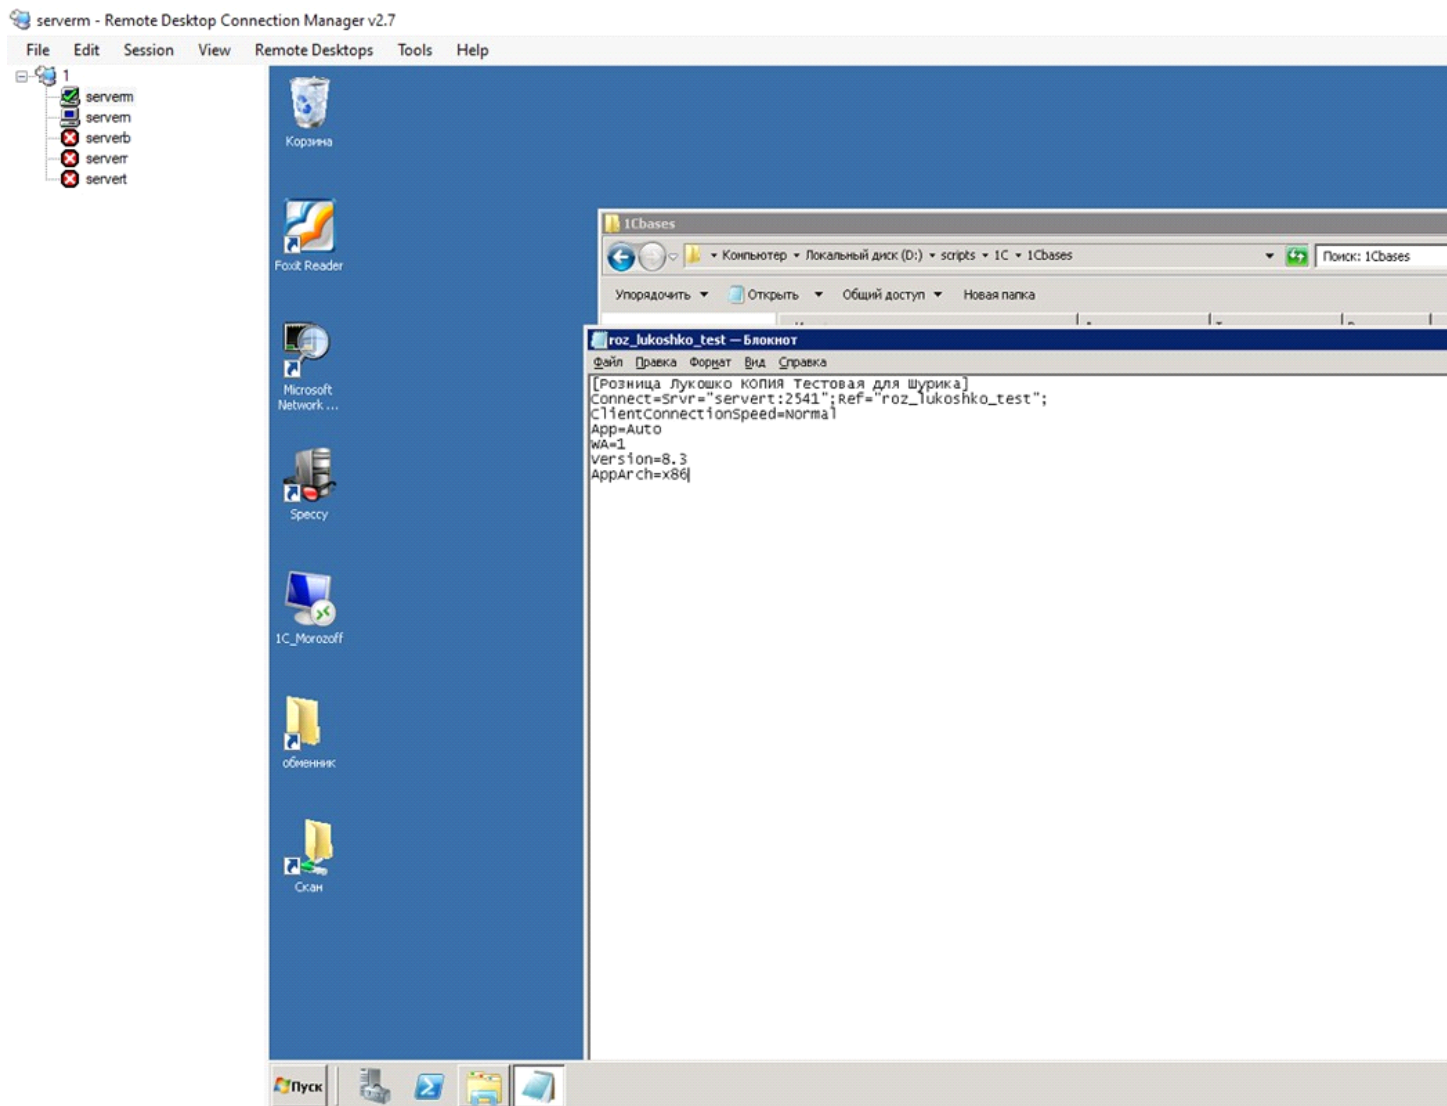 serverm - Remote Desktop Connection Manager v2.7
File Edit Session View Remote Desktops Tools Help
1
serverm
servern
serverb
serverr
servert
Корзина
Foxit Reader
Microsoft
Network ...
Speccy
1C_Morozoff
обменник
Скан
1Cbases
Компьютер Локальный диск (D:) scripts 1C 1Cbases
Поиск: 1Cbases
Упорядочить Открыть Общий доступ Новая папка
roz_lukoshko_test — Блокнот
Файл Правка Формат Вид Справка
[Розница Лукошко КОПИЯ Тестовая для Шурика]
Connect=Srvr="servert:2541";Ref="roz_lukoshko_test";
ClientConnectionSpeed=Normal
App=Auto
WA=1
Version=8.3
AppArch=x86
Пуск